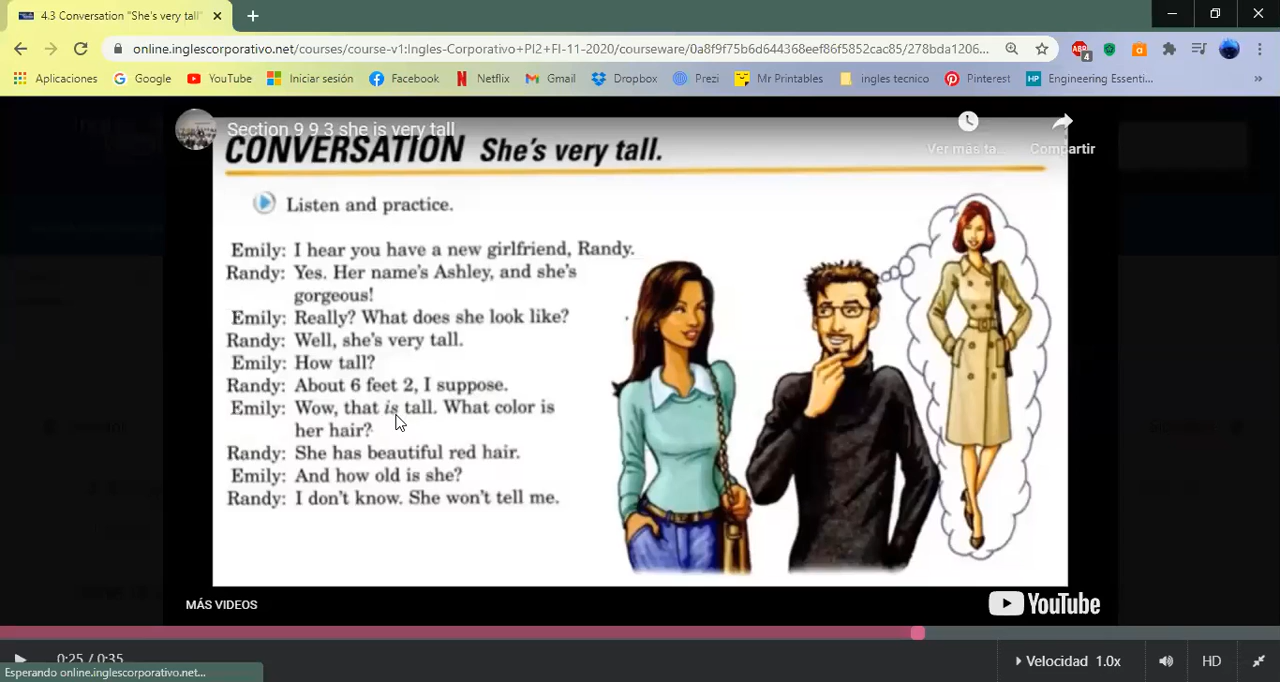 4.3 Conversation "She's very tall"
online.inglescorporativo.net/courses/course-v1:Ingles-Corporativo+PI2+FI-11-2020/courseware/0a8f9f75b6d644368eef86f5852cac85/278bda1206...
ABP 4
Aplicaciones Google YouTube Iniciar sesión Facebook Netflix Gmail Dropbox Prezi Mr Printables ingles tecnico Pinterest HP Engineering Essenti... »
Section 9 9 3 she is very tall
Ver más ta... Compartir
CONVERSATION She's very tall.
Listen and practice.
Emily: I hear you have a new girlfriend, Randy.
Randy: Yes. Her name's Ashley, and she's
gorgeous!
Emily: Really? What does she look like?
Randy: Well, she's very tall.
Emily: How tall?
Randy: About 6 feet 2, I suppose.
Emily: Wow, that is tall. What color is
her hair?
Randy: She has beautiful red hair.
Emily: And how old is she?
Randy: I don't know. She won't tell me.
MÁS VIDEOS
YouTube
0:25 / 0:35
Velocidad 1.0x HD
Esperando online.inglescorporativo.net...